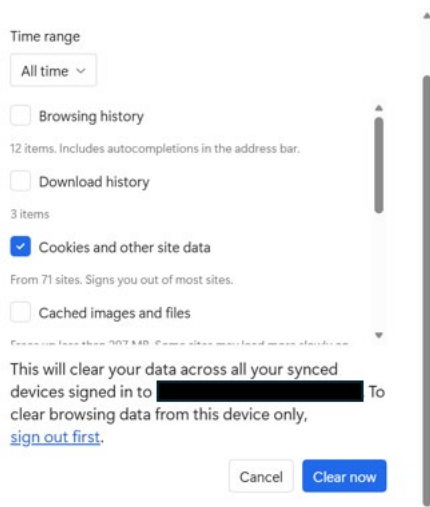 Time range
All time
Browsing history
12 items. Includes autocompletions in the address bar.
Download history
3 items
Cookies and other site data
From 71 sites. Signs you out of most sites.
Cached images and files
This will clear your data across all your synced
devices signed in to To
clear browsing data from this device only,
sign out first.
Cancel Clear now